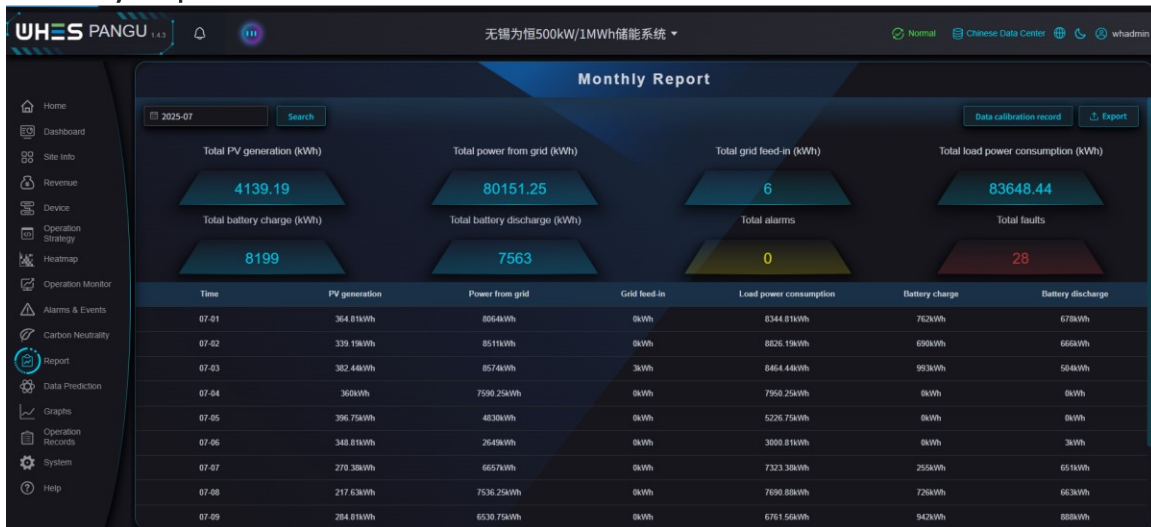 WHES PANGU 1.4.3
无锡为恒500kW/1MWh储能系统
Normal
Chinese Data Center
whadmin
Monthly Report
Home
Dashboard
Site Info
Revenue
Device
Operation
Strategy
Heatmap
Operation Monitor
Alarms & Events
Carbon Neutrality
Report
Data Prediction
Graphs
Operation
Records
System
Help
2025-07 Search Data calibration record Export
Total PV generation (kWh) Total power from grid (kWh) Total grid feed-in (kWh) Total load power consumption (kWh)
4139.19 80151.25 6 83648.44
Total battery charge (kWh) Total battery discharge (kWh) Total alarms Total faults
8199 7563 0 28
Time PV generation Power from grid Grid feed-in Load power consumption Battery charge Battery discharge
07-01 364.81kWh 8064kWh 0kWh 8344.81kWh 762kWh 678kWh
07-02 339.19kWh 8511kWh 0kWh 8826.19kWh 690kWh 666kWh
07-03 382.44kWh 8574kWh 3kWh 8464.44kWh 993kWh 504kWh
07-04 360kWh 7590.25kWh 0kWh 7950.25kWh 0kWh 0kWh
07-05 396.75kWh 4830kWh 0kWh 5226.75kWh 0kWh 0kWh
07-06 348.81kWh 2649kWh 0kWh 3000.81kWh 0kWh 3kWh
07-07 270.38kWh 6657kWh 0kWh 7323.38kWh 255kWh 651kWh
07-08 217.63kWh 7536.25kWh 0kWh 7690.88kWh 726kWh 663kWh
07-09 284.81kWh 6530.75kWh 0kWh 6761.56kWh 942kWh 888kWh